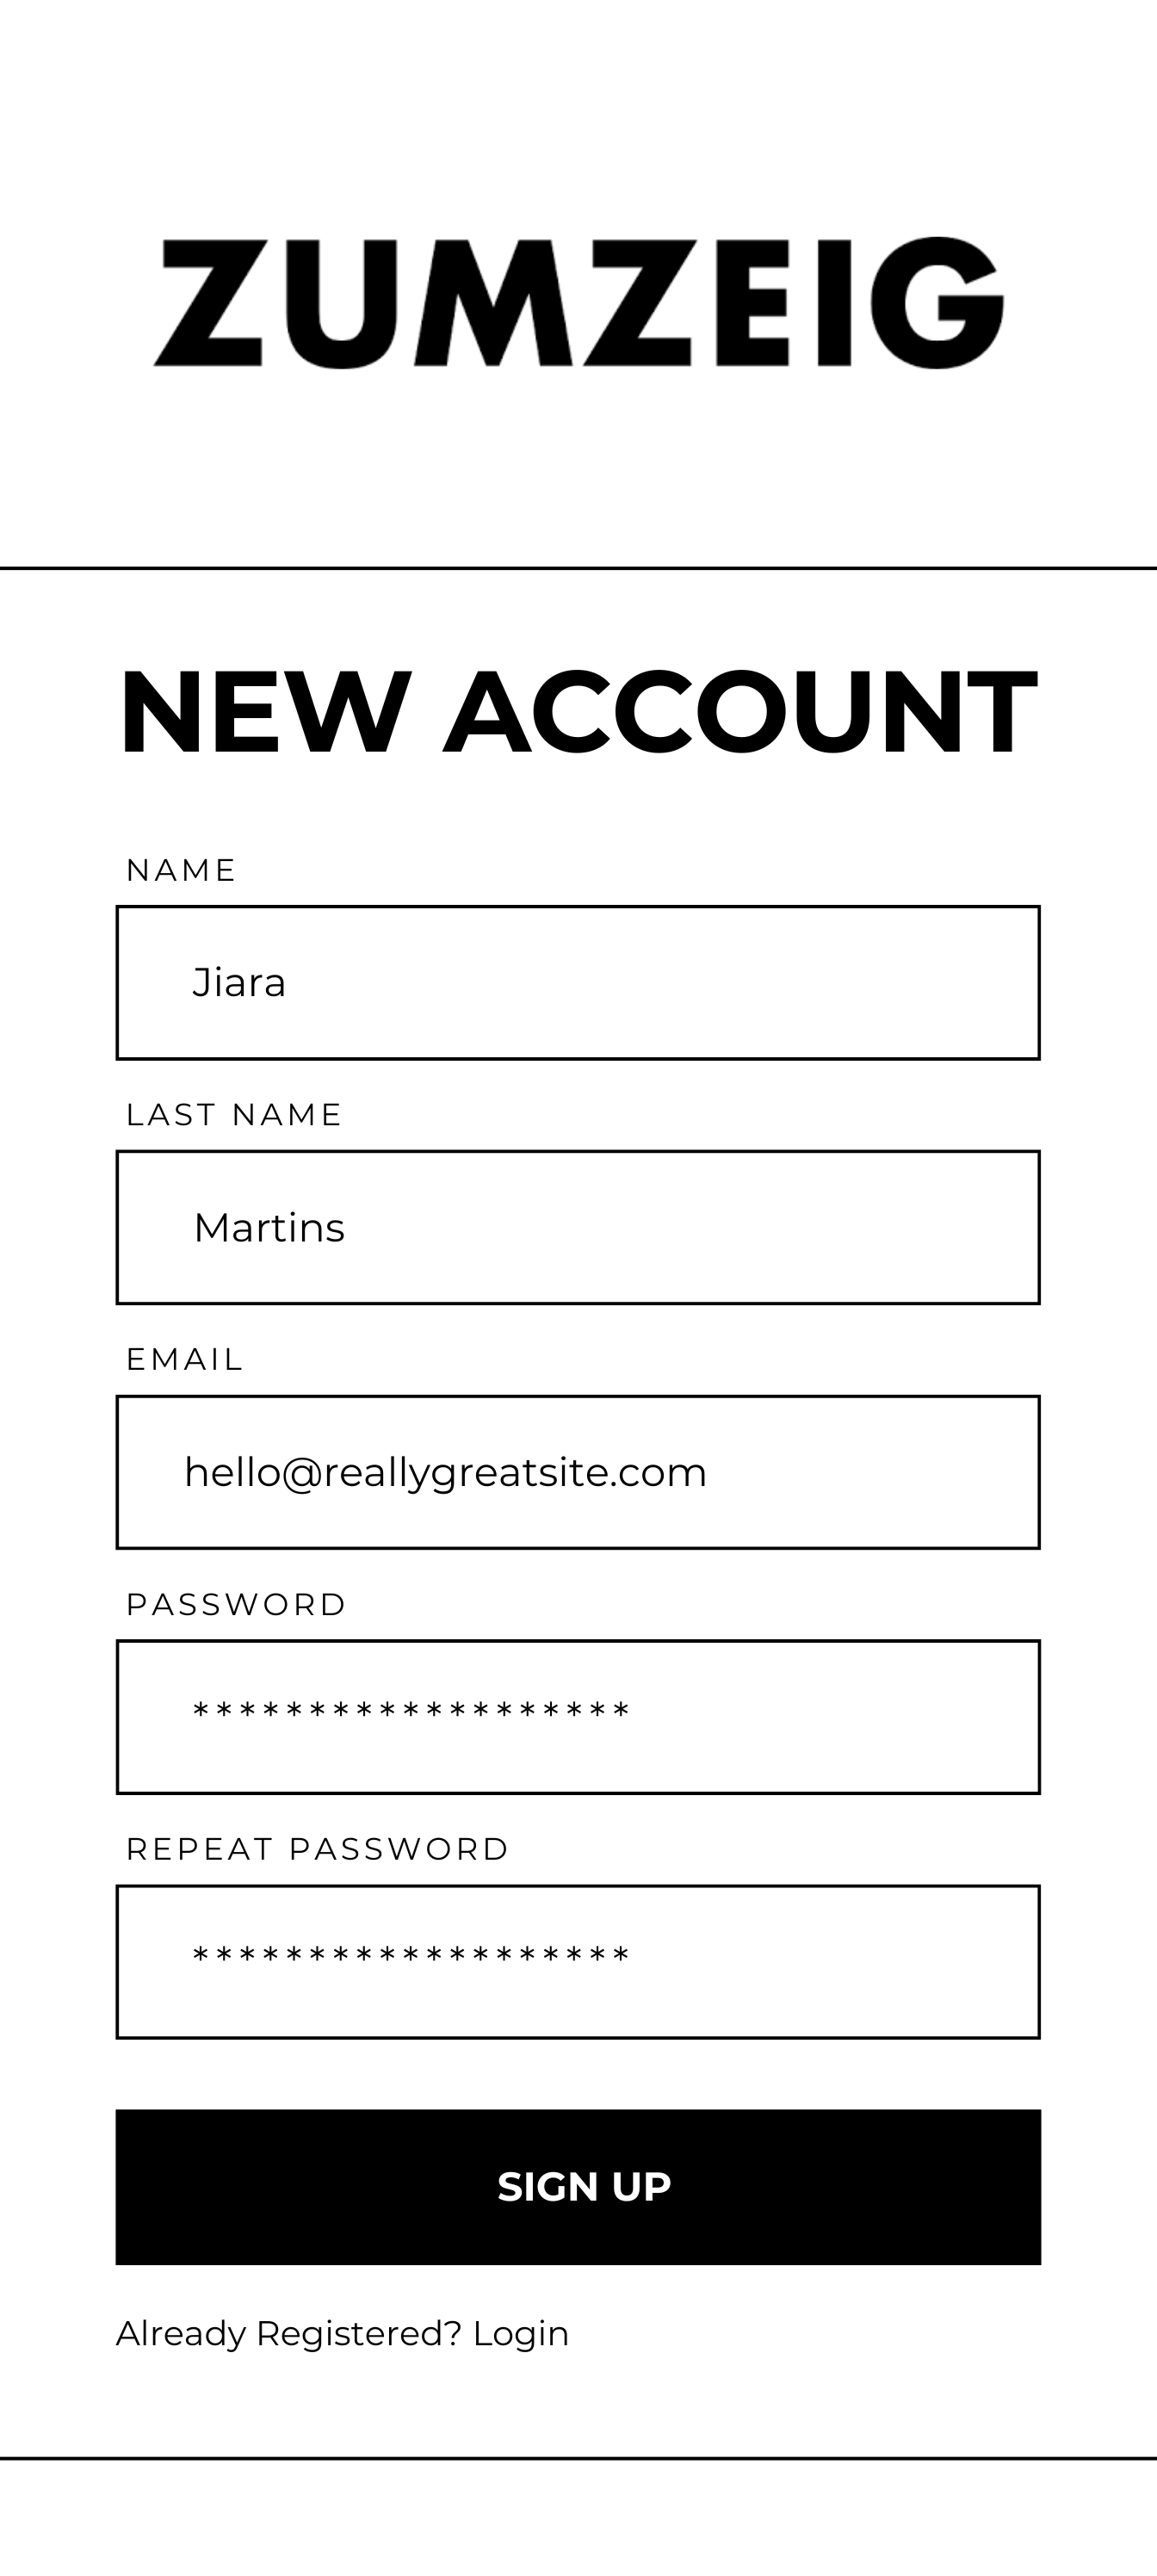 ZUMZEIG
NEW ACCOUNT
NAME
Jiara
LAST NAME
Martins
EMAIL
hello@reallygreatsite.com
PASSWORD
*******************
REPEAT PASSWORD
*******************
SIGN UP
Already Registered? Login